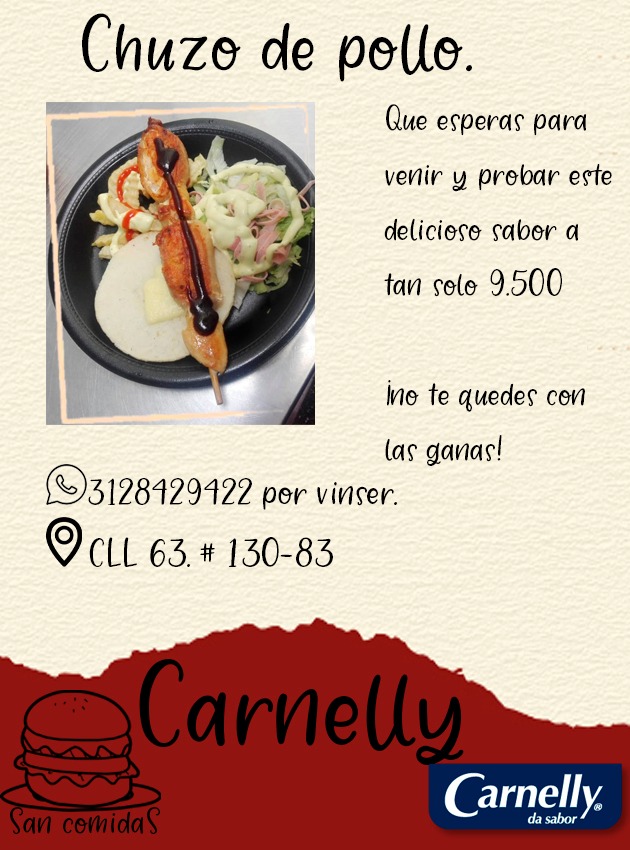 Chuzo de pollo.
Que esperas para
venir y probar este
delicioso sabor a
tan solo 9.500
¡no te quedes con
las ganas!
3128429422 por vinser.
CLL 63. # 130-83
Carnelly
San comidaS
Carnelly®
da sabor